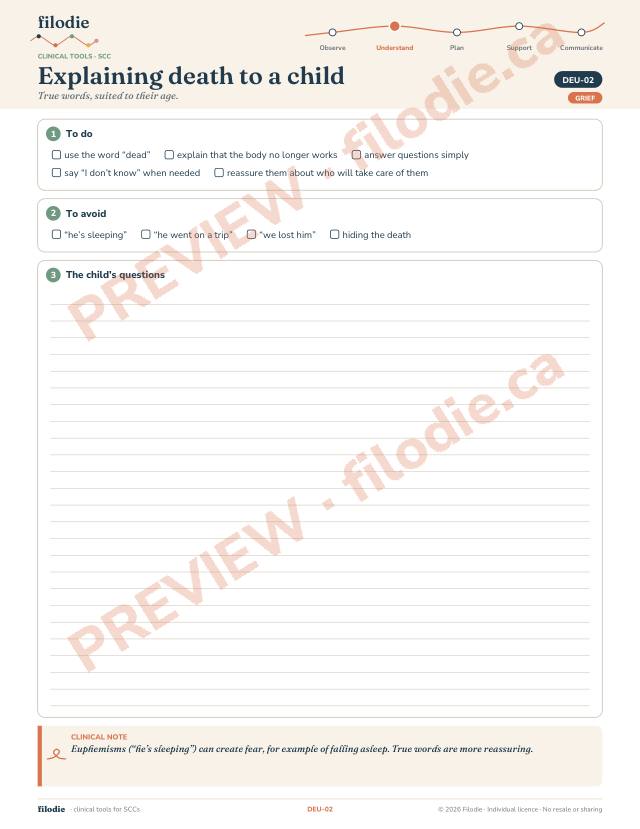 filodie
CLINICAL TOOLS · SCC
Observe Understand Plan Support Communicate
Explaining death to a child
True words, suited to their age.
DEU-02
GRIEF
1 To do
use the word “dead” explain that the body no longer works answer questions simply
say “I don’t know” when needed reassure them about who will take care of them
2 To avoid
“he’s sleeping” “he went on a trip” “we lost him” hiding the death
3 The child’s questions
PREVIEW · filodie.ca
PREVIEW · filodie.ca
CLINICAL NOTE
Euphemisms (“he’s sleeping”) can create fear, for example of falling asleep. True words are more reassuring.
filodie · clinical tools for SCCs DEU-02 © 2026 Filodie · Individual licence · No resale or sharing